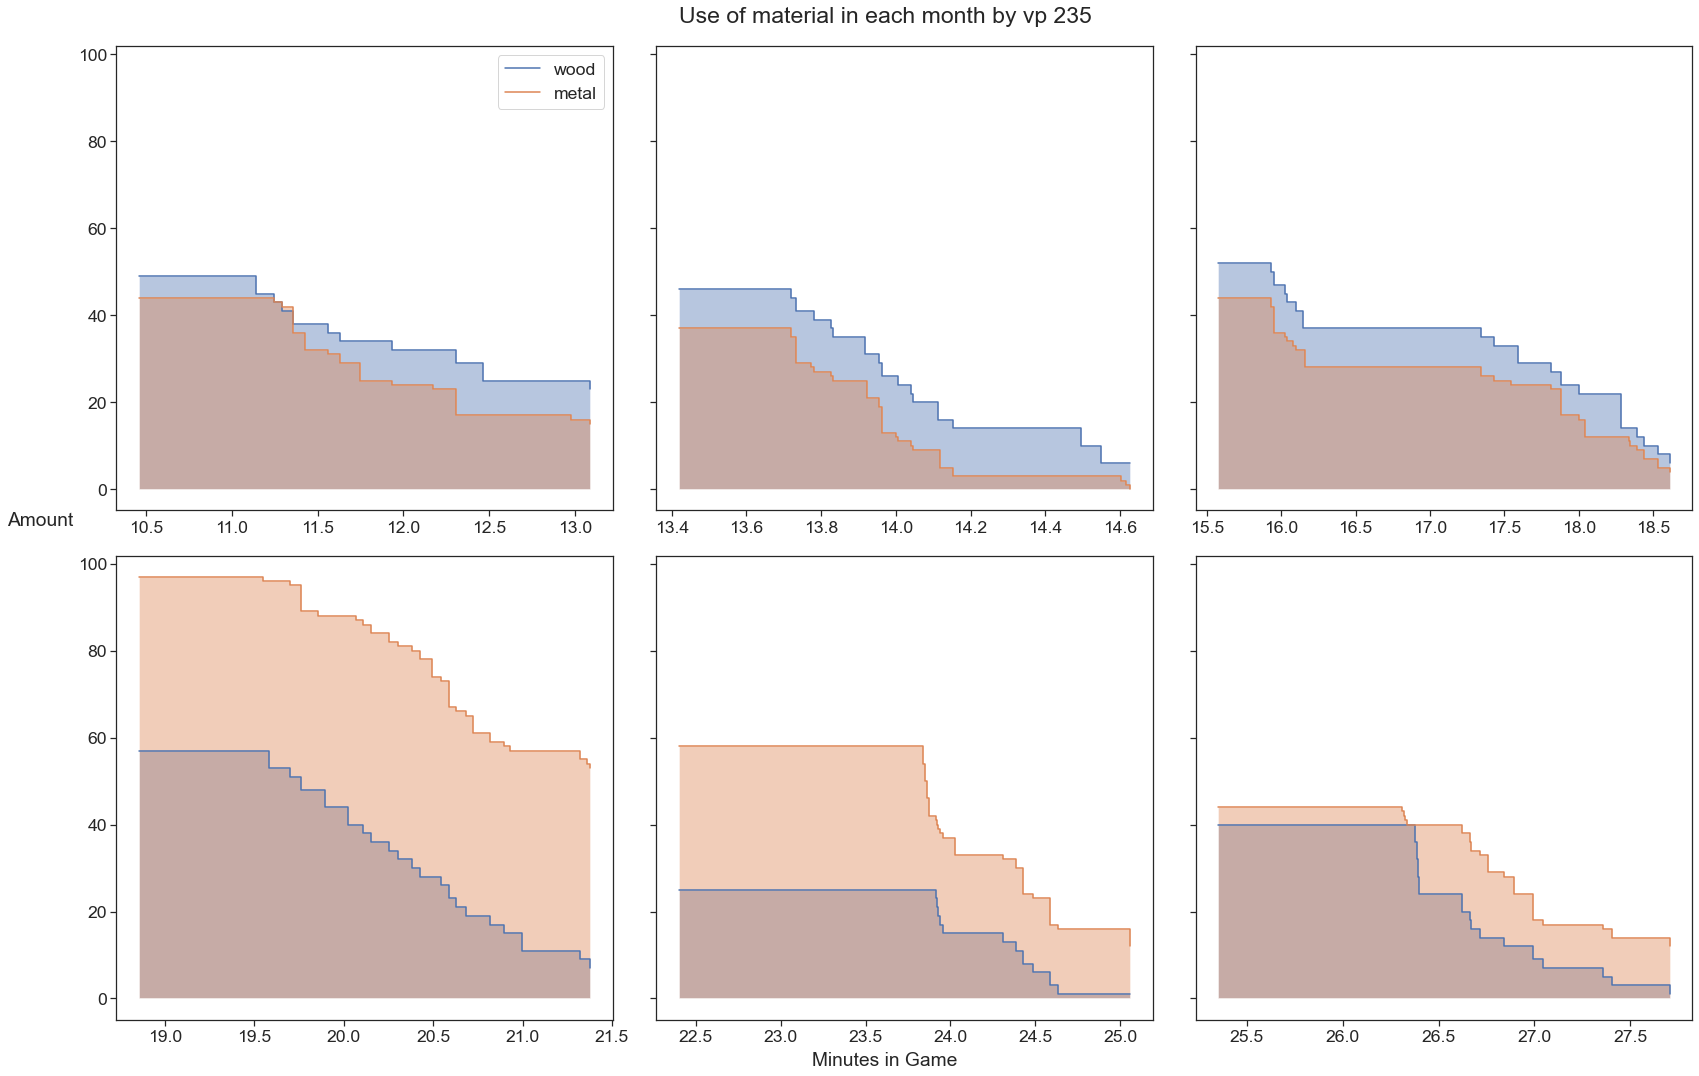 Use of material in each month by vp 235
100
80
60
40
20
0
wood
metal
10.5 11.0 11.5 12.0 12.5 13.0
13.4 13.6 13.8 14.0 14.2 14.4 14.6
15.5 16.0 16.5 17.0 17.5 18.0 18.5
Amount
100
80
60
40
20
0
19.0 19.5 20.0 20.5 21.0 21.5
22.5 23.0 23.5 24.0 24.5 25.0
25.5 26.0 26.5 27.0 27.5
Minutes in Game